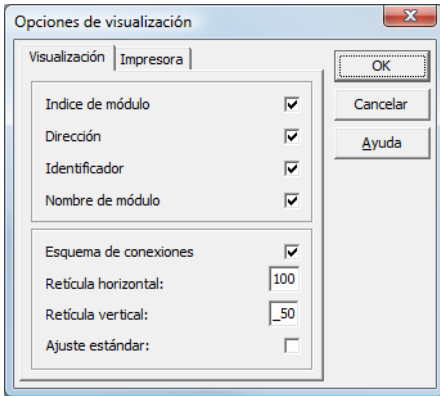 Opciones de visualización
Visualización Impresora
OK
Cancelar
Ayuda
Indice de módulo
Dirección
Identificador
Nombre de módulo
Esquema de conexiones
Retícula horizontal: 100
Retícula vertical: _50
Ajuste estándar: